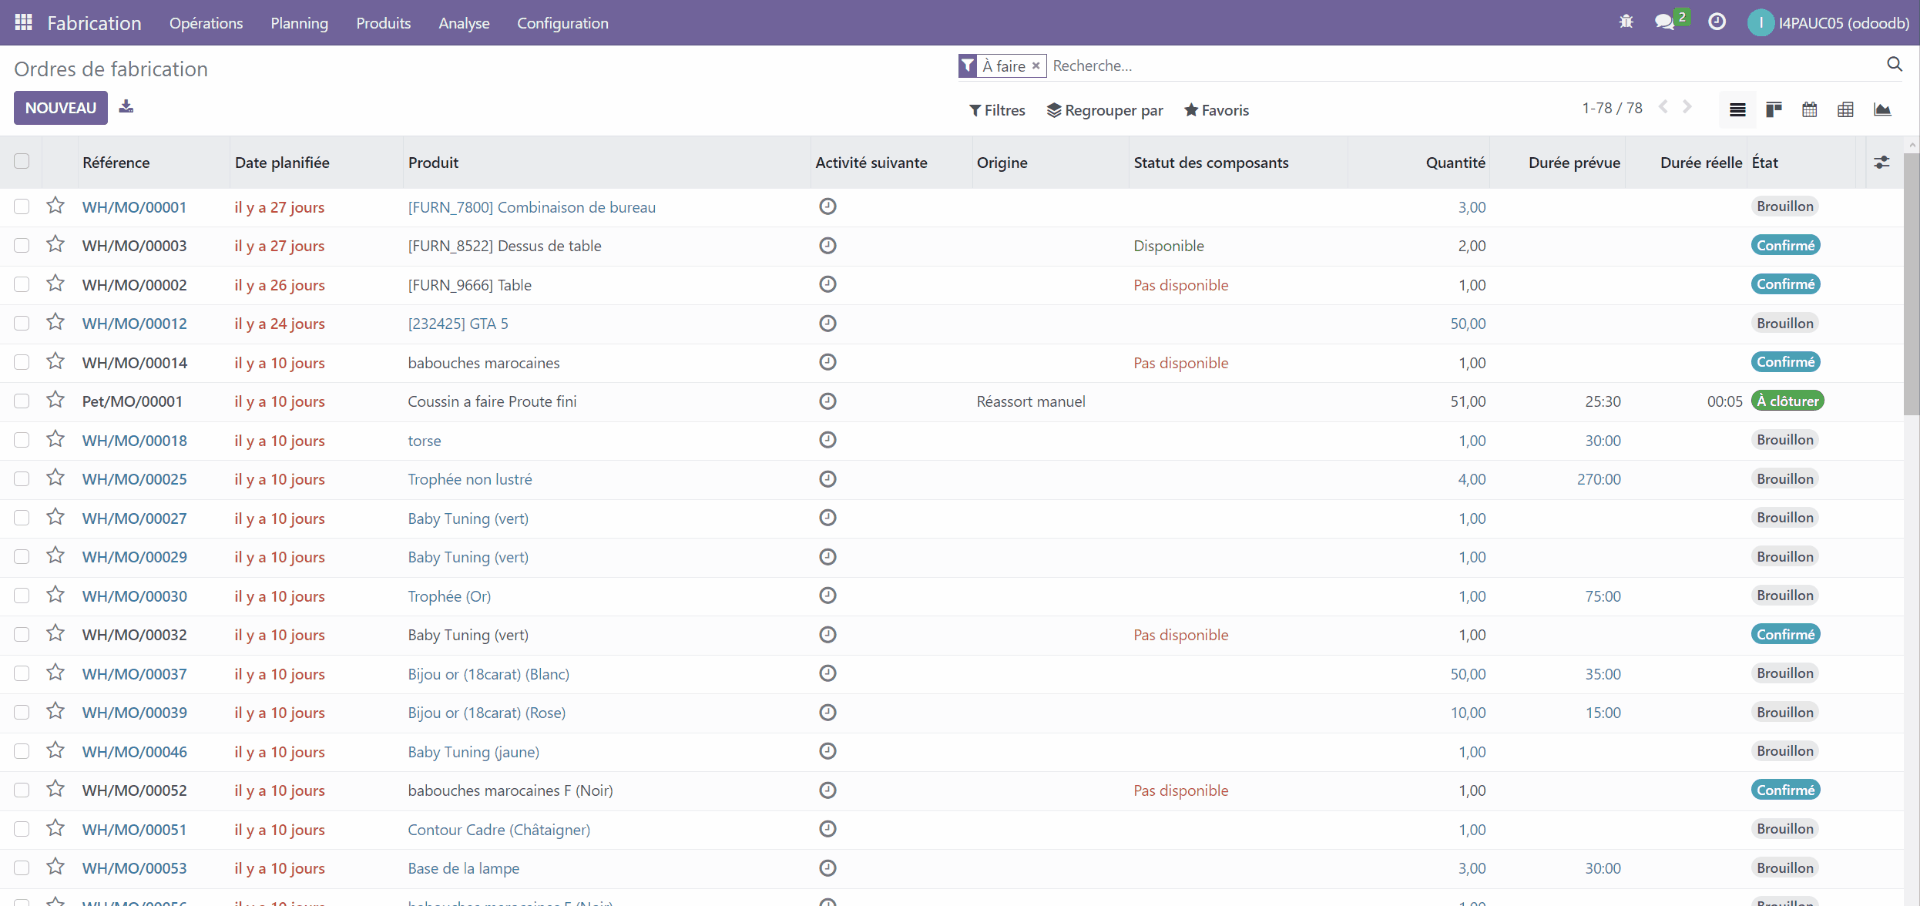 Fabrication Opérations Planning Produits Analyse Configuration 2 I I4PAUC05 (odoodb)
Ordres de fabrication À faire × Recherche...
NOUVEAU Filtres Regrouper par Favoris 1-78 / 78
Référence Date planifiée Produit Activité suivante Origine Statut des composants Quantité Durée prévue Durée réelle État
WH/MO/00001 il y a 27 jours [FURN_7800] Combinaison de bureau 3,00 Brouillon
WH/MO/00003 il y a 27 jours [FURN_8522] Dessus de table Disponible 2,00 Confirmé
WH/MO/00002 il y a 26 jours [FURN_9666] Table Pas disponible 1,00 Confirmé
WH/MO/00012 il y a 24 jours [232425] GTA 5 50,00 Brouillon
WH/MO/00014 il y a 10 jours babouches marocaines Pas disponible 1,00 Confirmé
Pet/MO/00001 il y a 10 jours Coussin a faire Proute fini Réassort manuel 51,00 25:30 00:05 À clôturer
WH/MO/00018 il y a 10 jours torse 1,00 30:00 Brouillon
WH/MO/00025 il y a 10 jours Trophée non lustré 4,00 270:00 Brouillon
WH/MO/00027 il y a 10 jours Baby Tuning (vert) 1,00 Brouillon
WH/MO/00029 il y a 10 jours Baby Tuning (vert) 1,00 Brouillon
WH/MO/00030 il y a 10 jours Trophée (Or) 1,00 75:00 Brouillon
WH/MO/00032 il y a 10 jours Baby Tuning (vert) Pas disponible 1,00 Confirmé
WH/MO/00037 il y a 10 jours Bijou or (18carat) (Blanc) 50,00 35:00 Brouillon
WH/MO/00039 il y a 10 jours Bijou or (18carat) (Rose) 10,00 15:00 Brouillon
WH/MO/00046 il y a 10 jours Baby Tuning (jaune) 1,00 Brouillon
WH/MO/00052 il y a 10 jours babouches marocaines F (Noir) Pas disponible 1,00 Confirmé
WH/MO/00051 il y a 10 jours Contour Cadre (Châtaigner) 1,00 Brouillon
WH/MO/00053 il y a 10 jours Base de la lampe 3,00 30:00 Brouillon